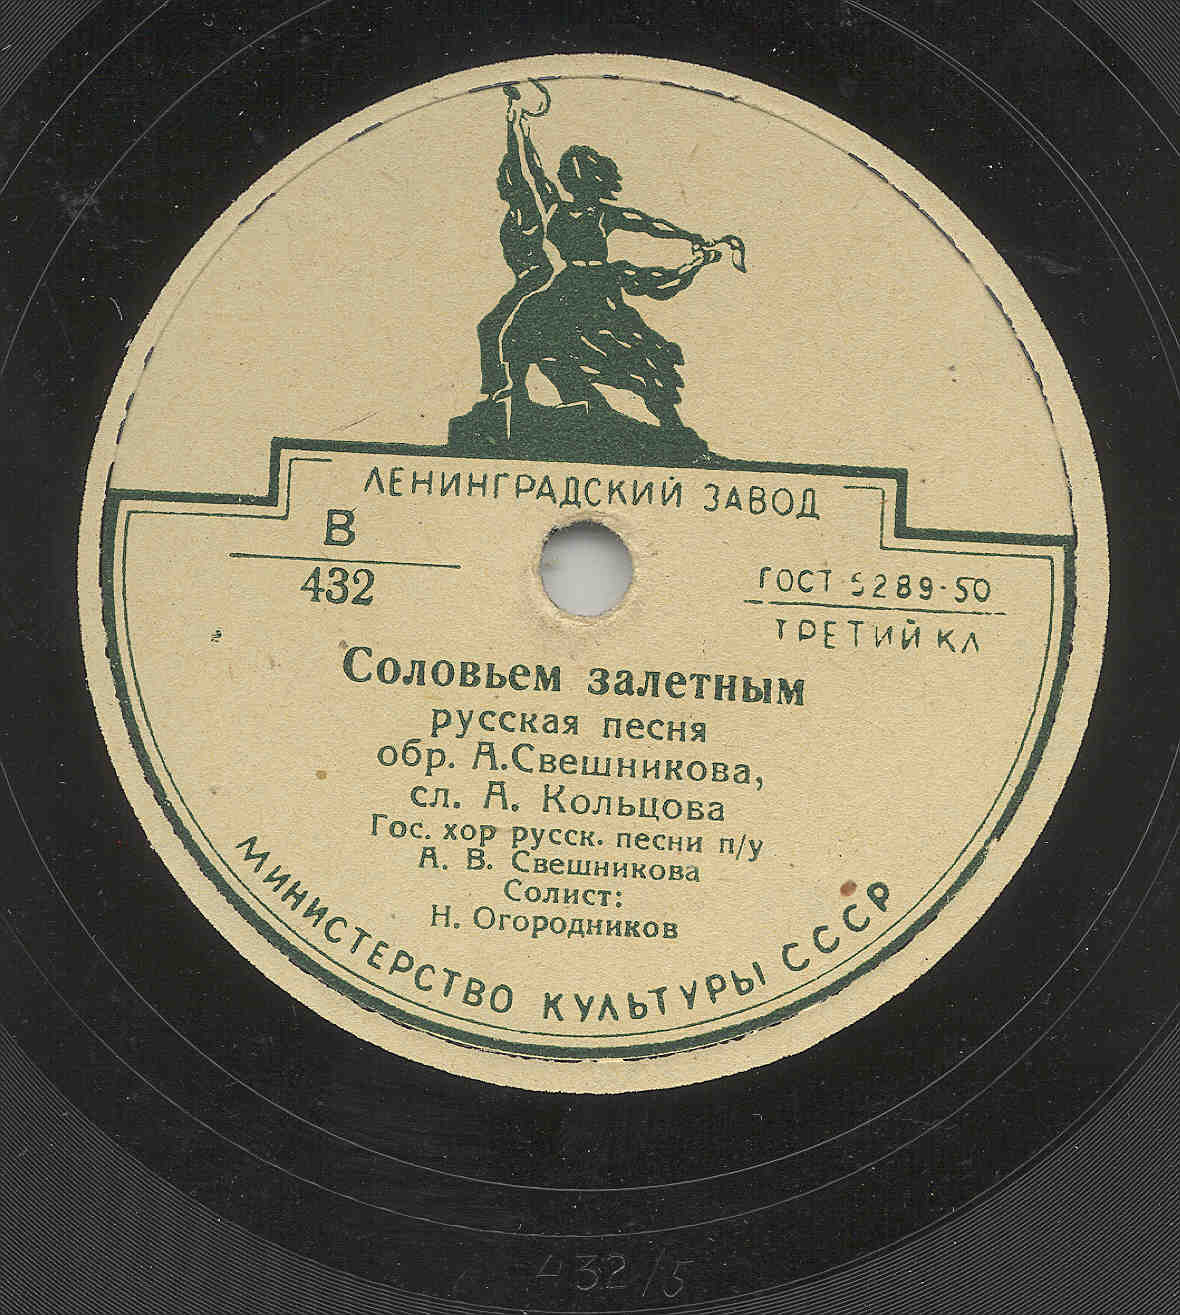 ЛЕНИНГРАДСКИЙ ЗАВОД
В
432
ГОСТ 5289-50
ТРЕТИЙ КЛ
Соловьем залетным
русская песня
обр. А.Свешникова,
сл. А. Кольцова
Гос. хор русск. песни п/у
А. В. Свешникова
Солист:
Н. Огородников
МИНИСТЕРСТВО КУЛЬТУРЫ СССР
432/5